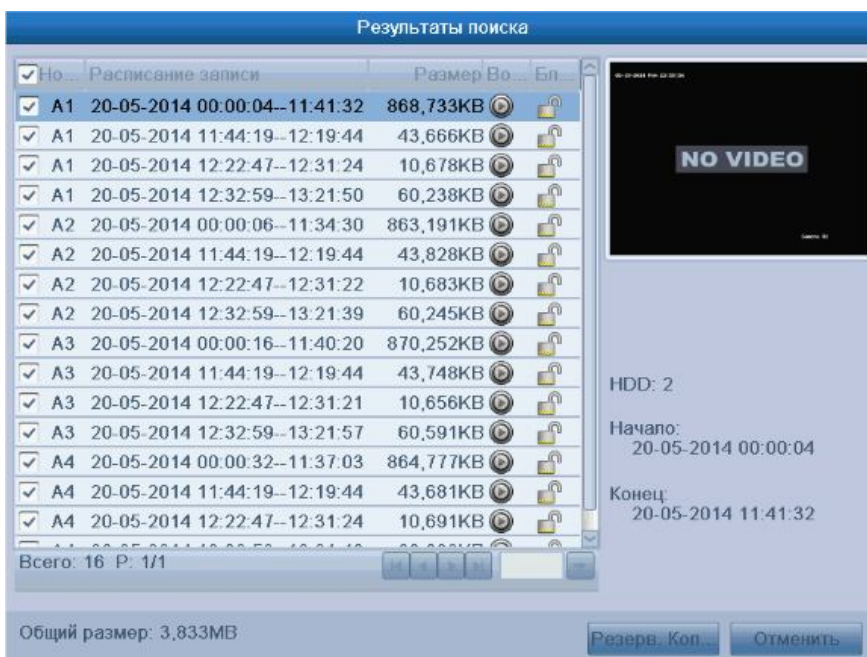 Результаты поиска
Но... Расписание записи Размер Во... Бл...
A1 20-05-2014 00:00:04--11:41:32 868,733KB
A1 20-05-2014 11:44:19--12:19:44 43,666KB
A1 20-05-2014 12:22:47--12:31:24 10,678KB
A1 20-05-2014 12:32:59--13:21:50 60,238KB
A2 20-05-2014 00:00:06--11:34:30 863,191KB
A2 20-05-2014 11:44:19--12:19:44 43,828KB
A2 20-05-2014 12:22:47--12:31:22 10,683KB
A2 20-05-2014 12:32:59--13:21:39 60,245KB
A3 20-05-2014 00:00:16--11:40:20 870,252KB
A3 20-05-2014 11:44:19--12:19:44 43,748KB
A3 20-05-2014 12:22:47--12:31:21 10,656KB
A3 20-05-2014 12:32:59--13:21:57 60,591KB
A4 20-05-2014 00:00:32--11:37:03 864,777KB
A4 20-05-2014 11:44:19--12:19:44 43,681KB
A4 20-05-2014 12:22:47--12:31:24 10,691KB
Всего: 16 P: 1/1
NO VIDEO
HDD: 2
Начало:
20-05-2014 00:00:04
Конец:
20-05-2014 11:41:32
Общий размер: 3,833MB
Резерв. Коп...
Отменить